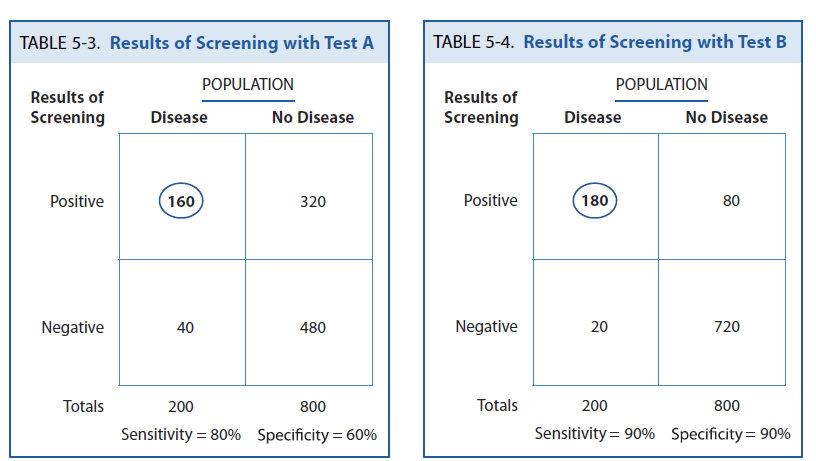 TABLE 5-3. Results of Screening with Test A
POPULATION
Results of
Screening Disease No Disease
Positive 160 320
Negative 40 480
Totals 200 800
Sensitivity = 80% Specificity = 60%
TABLE 5-4. Results of Screening with Test B
POPULATION
Results of
Screening Disease No Disease
Positive 180 80
Negative 20 720
Totals 200 800
Sensitivity = 90% Specificity = 90%